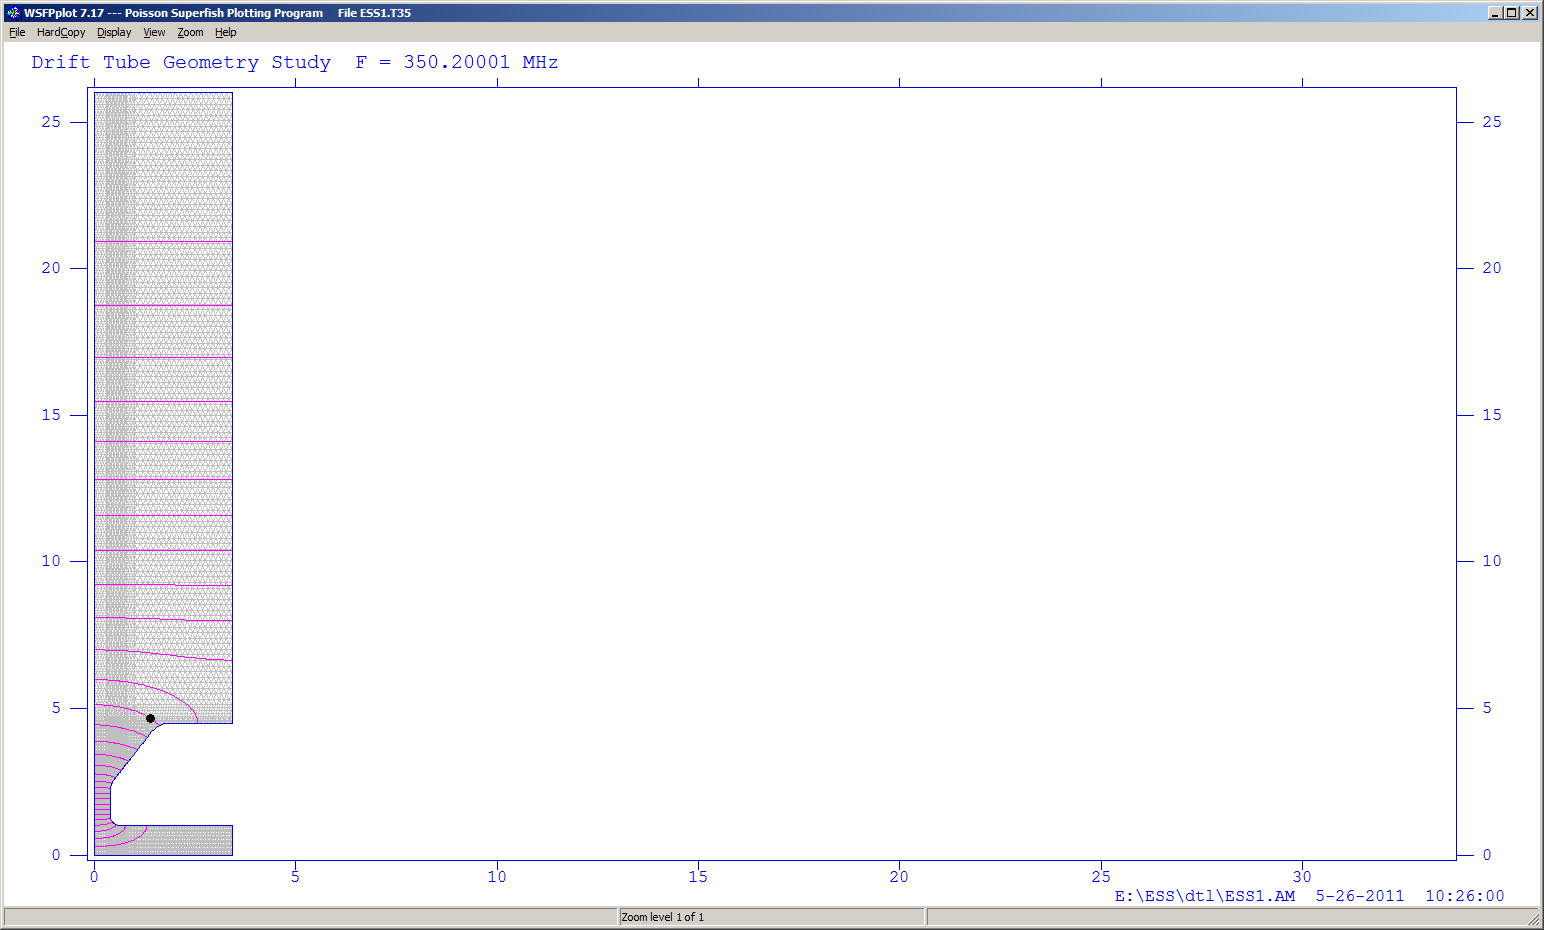 WSFPplot 7.17 --- Poisson Superfish Plotting Program File ESS1.T35
File HardCopy Display View Zoom Help
Drift Tube Geometry Study F = 350.20001 MHz
25 25
20 20
15 15
10 10
5 5
0 0
0 5 10 15 20 25 30
E:\ESS\dtl\ESS1.AM 5-26-2011 10:26:00
Zoom level 1 of 1